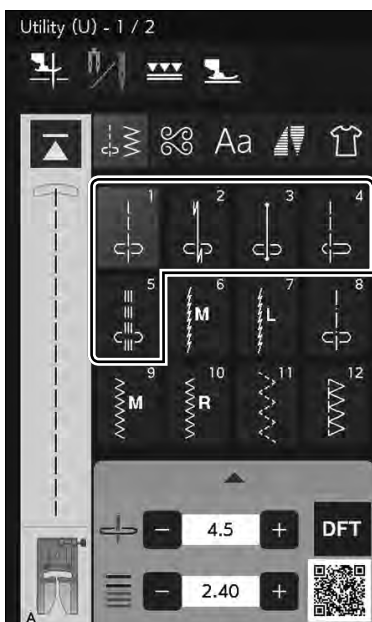 Utility (U) - 1 / 2
Aa
1 2 3 4
5 6 7 8
M L
9 10 11 12
M R
4.5 DFT
2.40
A